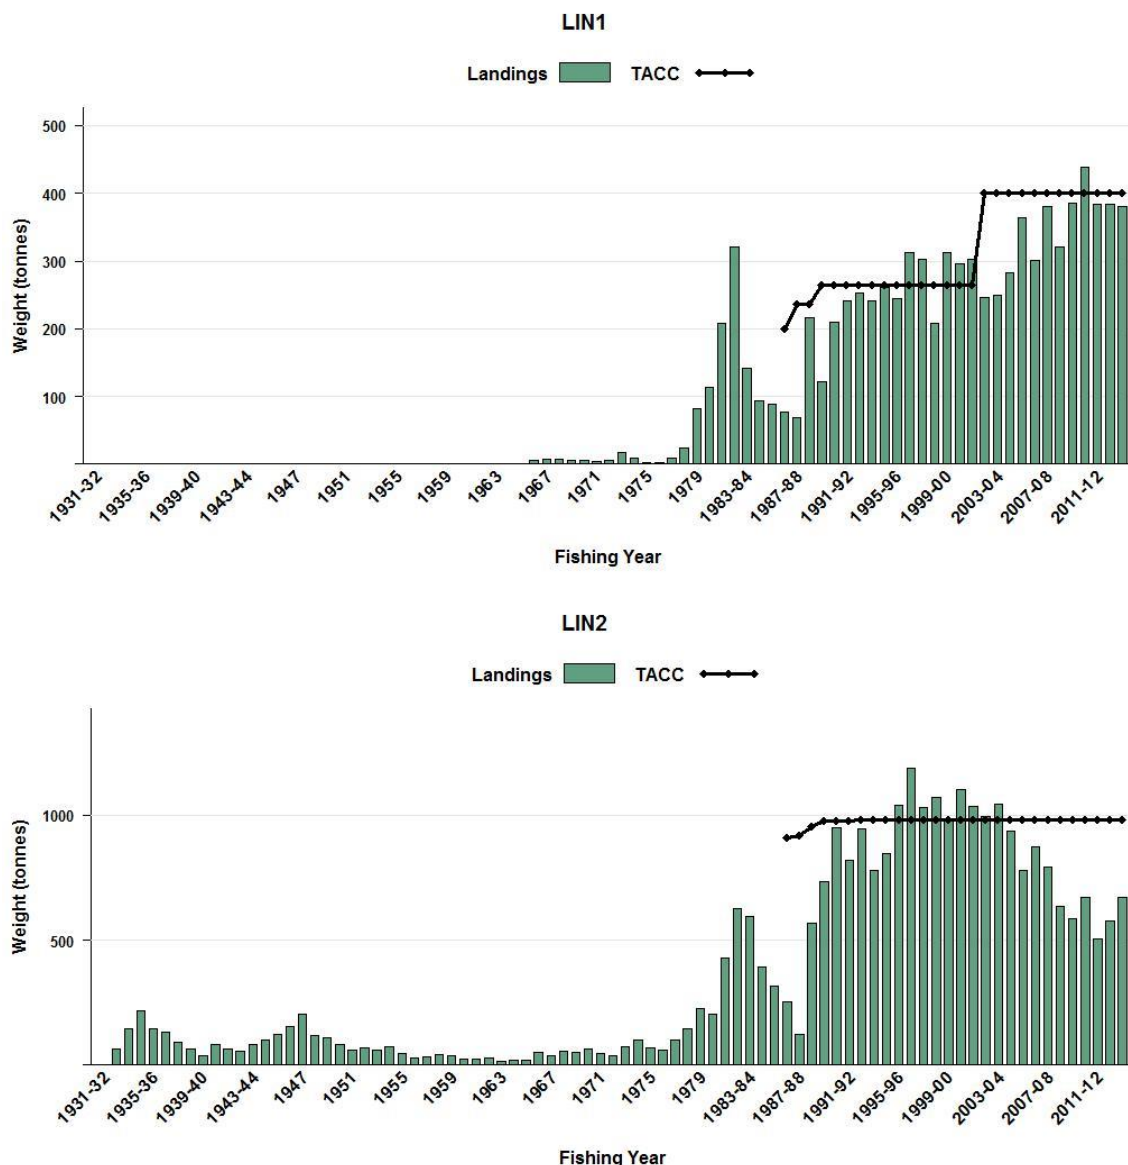 LIN1
Landings TACC
Weight (tonnes)
500
400
300
200
100
1931-32 1935-36 1939-40 1943-44 1947 1951 1955 1959 1963 1967 1971 1975 1979 1983-84 1987-88 1991-92 1995-96 1999-00 2003-04 2007-08 2011-12
Fishing Year
LIN2
Landings TACC
Weight (tonnes)
1000
500
1931-32 1935-36 1939-40 1943-44 1947 1951 1955 1959 1963 1967 1971 1975 1979 1983-84 1987-88 1991-92 1995-96 1999-00 2003-04 2007-08 2011-12
Fishing Year